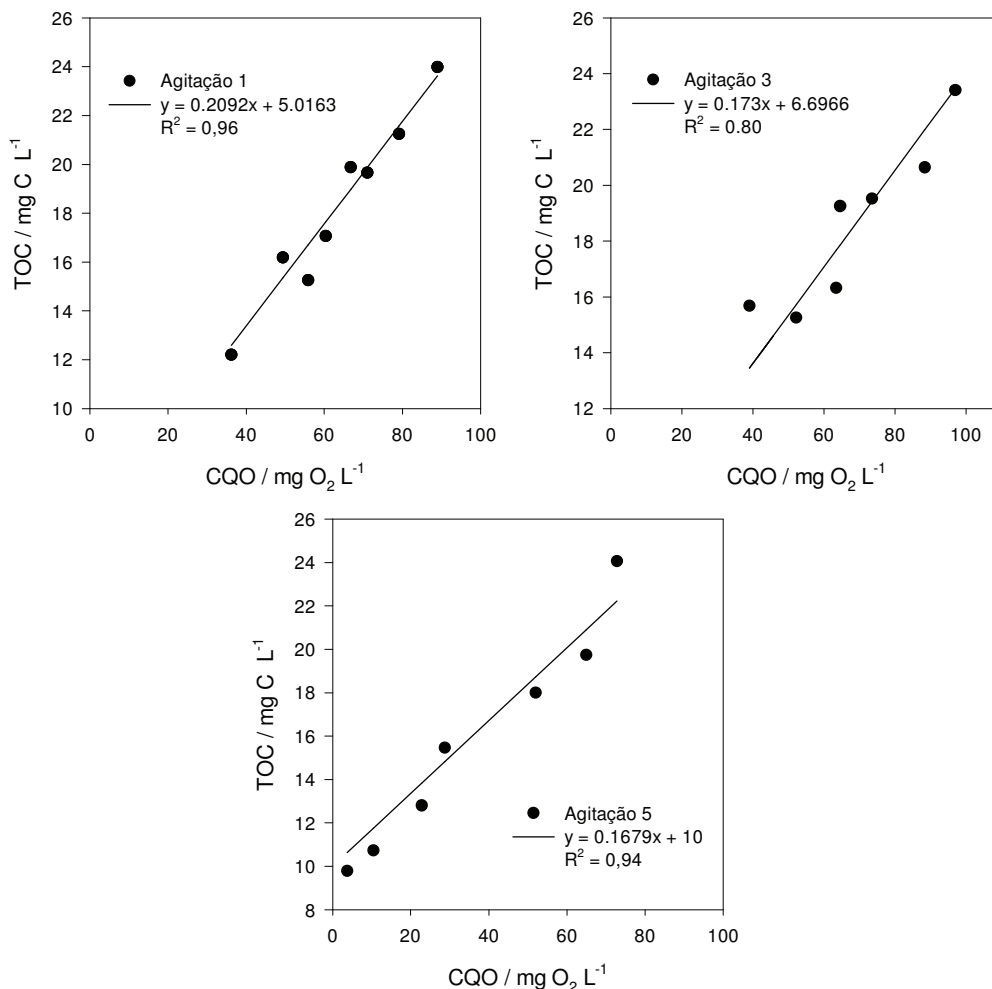 26
24
22
20
18
16
14
12
10
TOC / mg C L-1
Agitação 1
y = 0.2092x + 5.0163
R2 = 0,96
0 20 40 60 80 100
CQO / mg O2 L-1
26
24
22
20
18
16
14
12
TOC / mg C L-1
Agitação 3
y = 0.173x + 6.6966
R2 = 0.80
0 20 40 60 80 100
CQO / mg O2 L-1
26
24
22
20
18
16
14
12
10
8
TOC / mg C L-1
Agitação 5
y = 0.1679x + 10
R2 = 0,94
0 20 40 60 80 100
CQO / mg O2 L-1